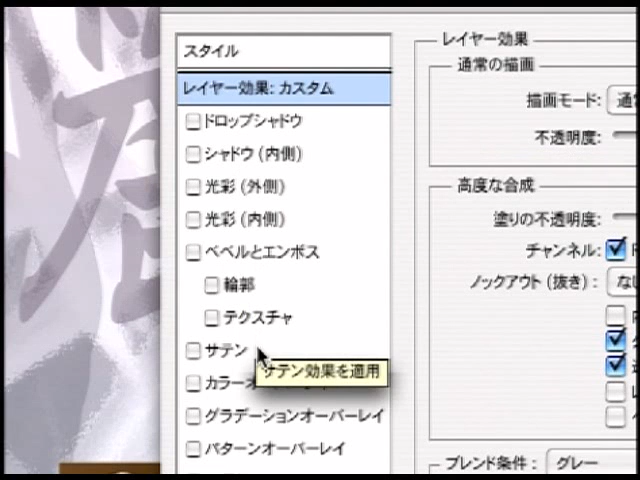 スタイル
レイヤー効果: カスタム
ドロップシャドウ
シャドウ (内側)
光彩 (外側)
光彩 (内側)
ベベルとエンボス
輪郭
テクスチャ
サテン
サテン効果を適用
カラーオ
グラデーションオーバーレイ
パターンオーバーレイ
レイヤー効果
通常の描画
描画モード: 通
不透明度:
高度な合成
塗りの不透明度:
チャンネル:
ノックアウト (抜き) : な
ブレンド条件 : グレー